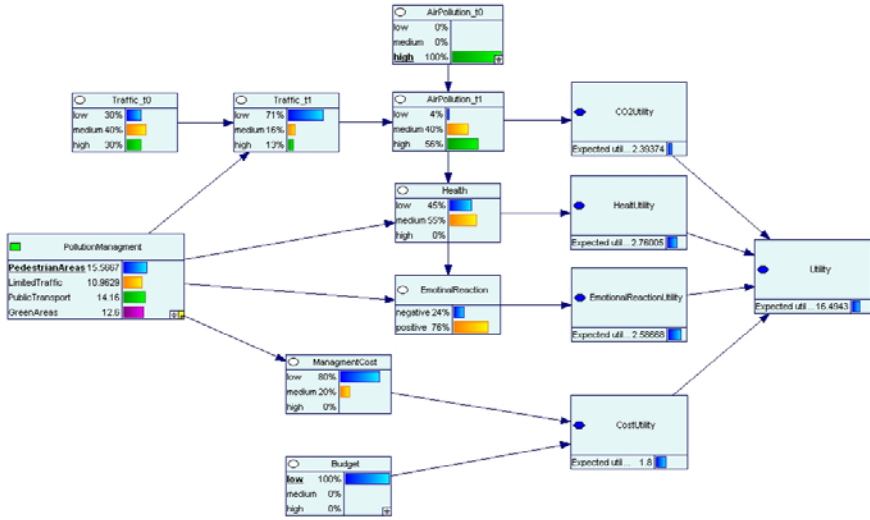 AirPollution_t0
low 0%
medium 0%
high 100%
Traffic_t0
low 30%
medium 40%
high 30%
Traffic_t1
low 71%
medium 16%
high 13%
AirPollution_t1
low 4%
medium 40%
high 56%
CO2Utility
Expected util... 2.39374
Health
low 45%
medium 55%
high 0%
HealtUtility
Expected util... 2.76005
PollutionManagment
PedestrianAreas 15.5667
LimitedTraffic 10.9629
PublicTransport 14.16
GreenAreas 12.6
EmotinalReaction
negative 24%
positive 76%
EmotionalReactionUtility
Expected util... 2.58668
Utility
Expected util... 16.4943
ManagmentCost
low 80%
medium 20%
high 0%
CostUtility
Expected util... 1.8
Budget
low 100%
medium 0%
high 0%